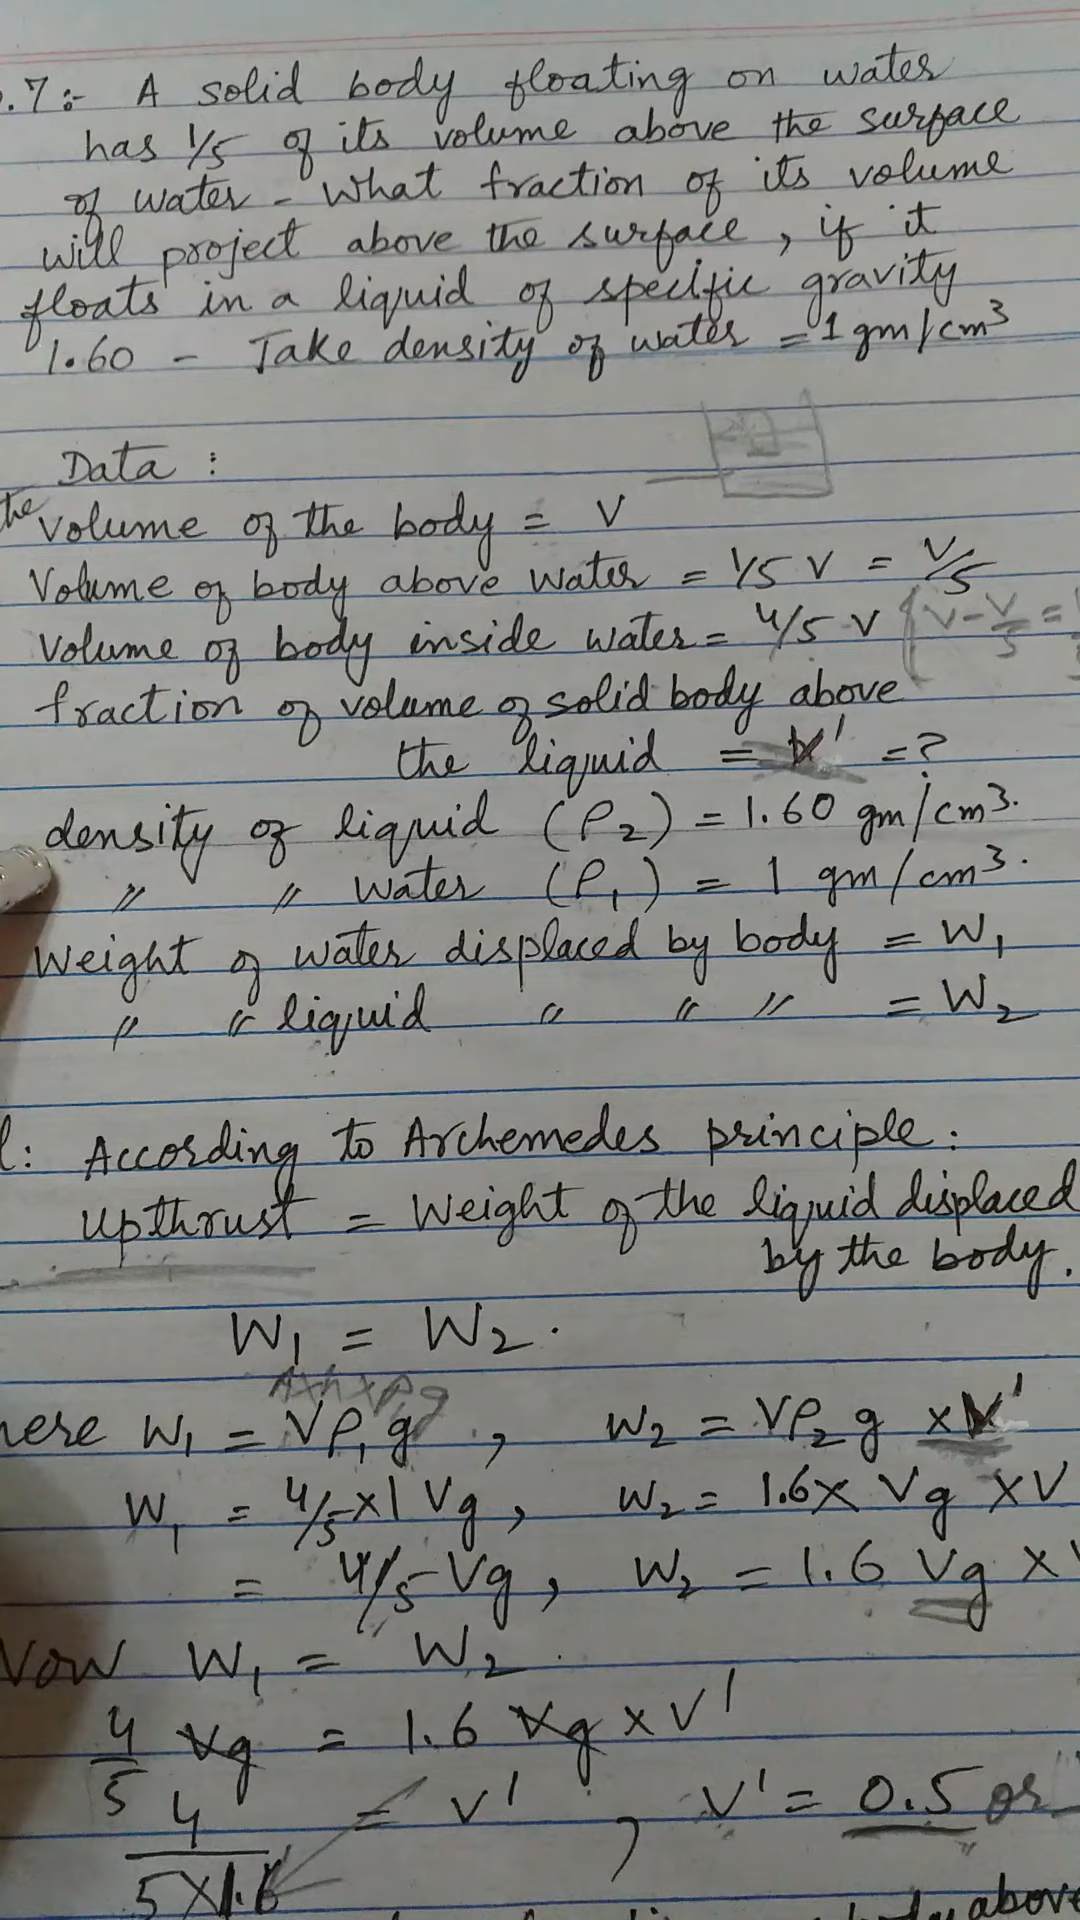 .7:- A solid body floating on water
has 1/5 of its volume above the surface
of water - What fraction of its volume
will project above the surface, if it
floats in a liquid of specific gravity
1.60 - Take density of water = 1 gm/cm³
Data :
the
Volume of the body = V
Volume of body above water = 1/5 V = V/5
Volume of body inside water = 4/5 V { V - V/5 =
fraction of volume of solid body above
the liquid = V' = ?
density of liquid (ρ₂) = 1.60 gm/cm³.
〃 〃 water (ρ₁) = 1 gm/cm³.
Weight of water displaced by body = W₁
〃 〃 liquid 〃 〃 〃 = W₂
l: According to Archemedes principle:
upthrust = Weight of the liquid displaced
by the body.
W₁ = W₂.
A×h×ρg
here W₁ = Vρ₁g , W₂ = Vρ₂g × V'
W₁ = 4/5×1 Vg , W₂ = 1.6× Vg × V
= 4/5 Vg , W₂ = 1.6 Vg ×
Now W₁ = W₂.
4/5 Vg = 1.6 Vg × V'
4/5×1.6 = V' , V' = 0.5 or
body above